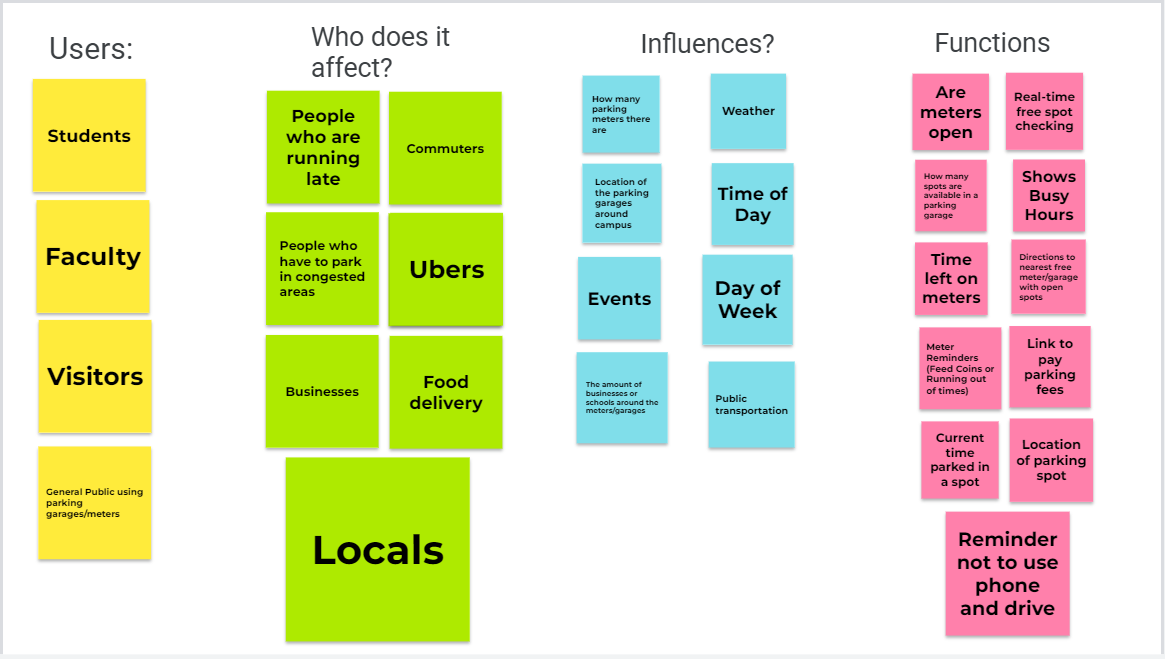 Users:
Students
Faculty
Visitors
General Public using
parking
garages/meters
Who does it
affect?
People
who are
running
late
Commuters
People who
have to park
in congested
areas
Ubers
Businesses
Food
delivery
Locals
Influences?
How many
parking
meters there
are
Weather
Location of
the parking
garages
around
campus
Time of
Day
Events
Day of
Week
The amount of
businesses or
schools around the
meters/garages
Public
transportation
Functions
Are
meters
open
Real-time
free spot
checking
How many
spots are
available in a
parking
garage
Shows
Busy
Hours
Time
left on
meters
Directions to
nearest free
meter/garage
with open
spots
Meter
Reminders
(Feed Coins or
Running out
of times)
Link to
pay
parking
fees
Current
time
parked in
a spot
Location
of parking
spot
Reminder
not to use
phone
and drive